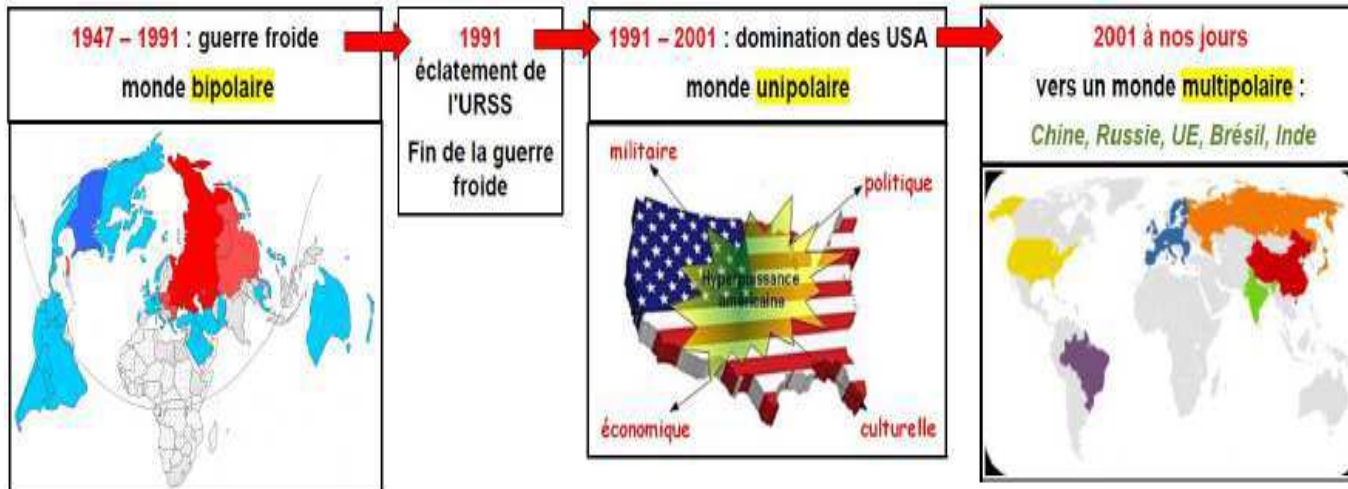 1947 – 1991 : guerre froide
monde bipolaire
1991
éclatement de
l'URSS
Fin de la guerre
froide
1991 – 2001 : domination des USA
monde unipolaire
militaire
politique
Hyperpuissance
américaine
économique
culturelle
2001 à nos jours
vers un monde multipolaire :
Chine, Russie, UE, Brésil, Inde